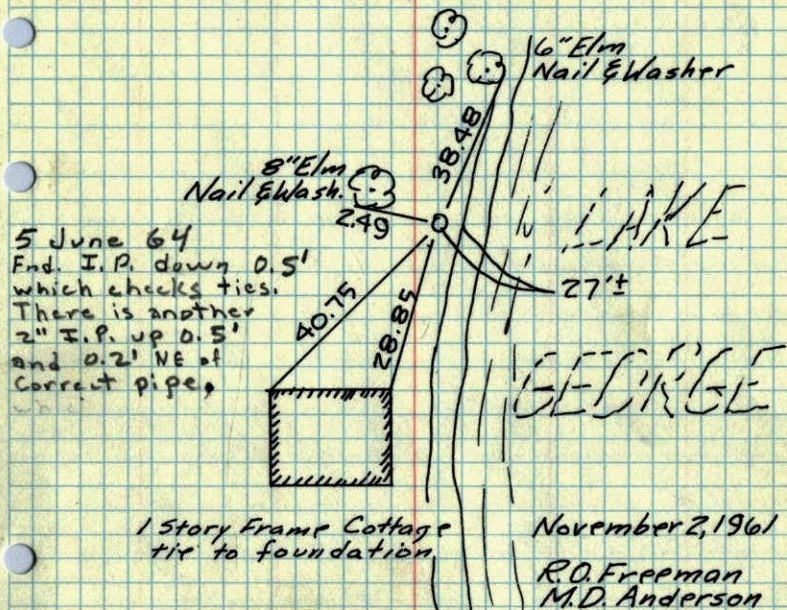 6" Elm
Nail & Washer
38.48
8" Elm
Nail & Wash.
2.49
LAKE
5 June 64
Fnd. I.P. down 0.5'
which checks ties.
There is another
2" I.P. up 0.5'
and 0.2' NE of
Correct pipe.
27'±
40.75
28.85
GEORGE
1 Story Frame Cottage
tie to foundation
November 2, 1961
R.O. Freeman
M.D. Anderson